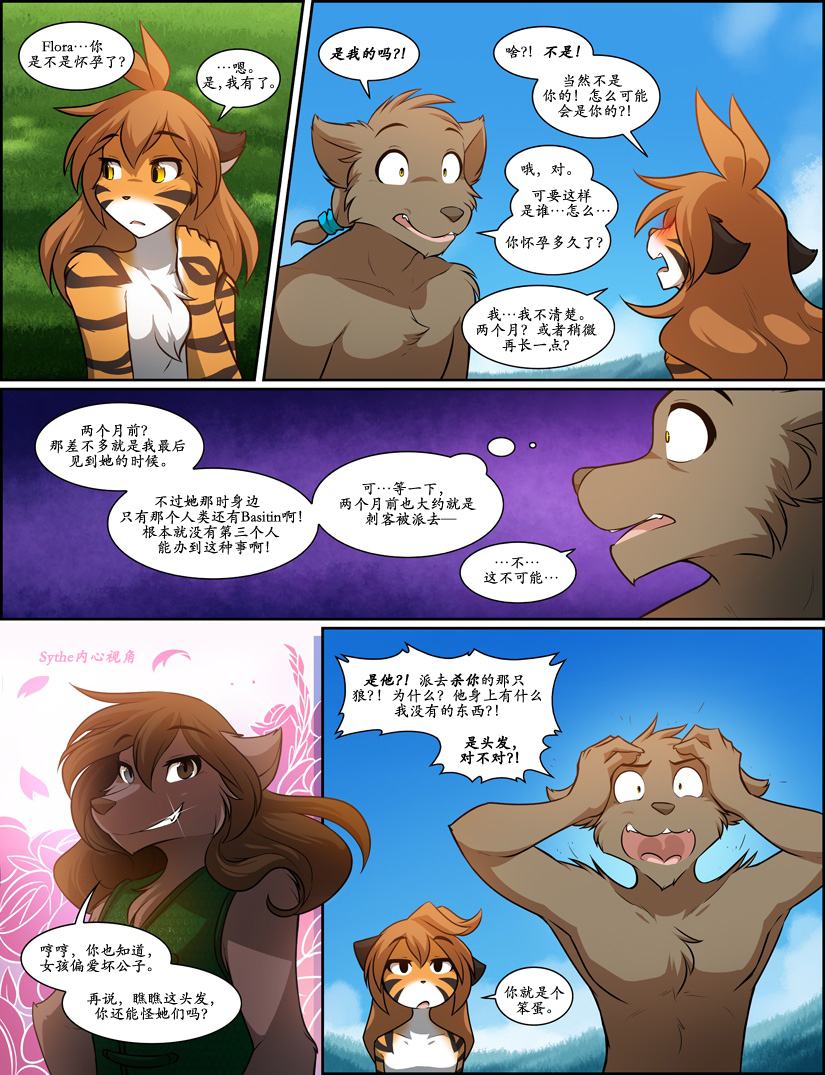 Flora…你
是不是怀孕了?
…嗯。
是,我有了。
是我的吗?!
啥?! 不是!
当然不是
你的! 怎么可能
会是你的?!
哦，对。
可要这样
是谁…怎么…
你怀孕多久了?
我…我不清楚。
两个月? 或者稍微
再长一点?
两个月前?
那差不多就是我最后
见到她的时候。
不过她那时身边
只有那个人类还有Basitin啊!
根本就没有第三个人
能办到这种事啊!
可…等一下，
两个月前也大约就是
刺客被派去—
…不…
这不可能…
Sythe内心视角
哼哼，你也知道，
女孩偏爱坏公子。
再说，瞧瞧这头发，
你还能怪她们吗?
是他?! 派去杀你的那只
狼?! 为什么? 他身上有什么
我没有的东西?!
是头发，
对不对?!
你就是个
笨蛋。